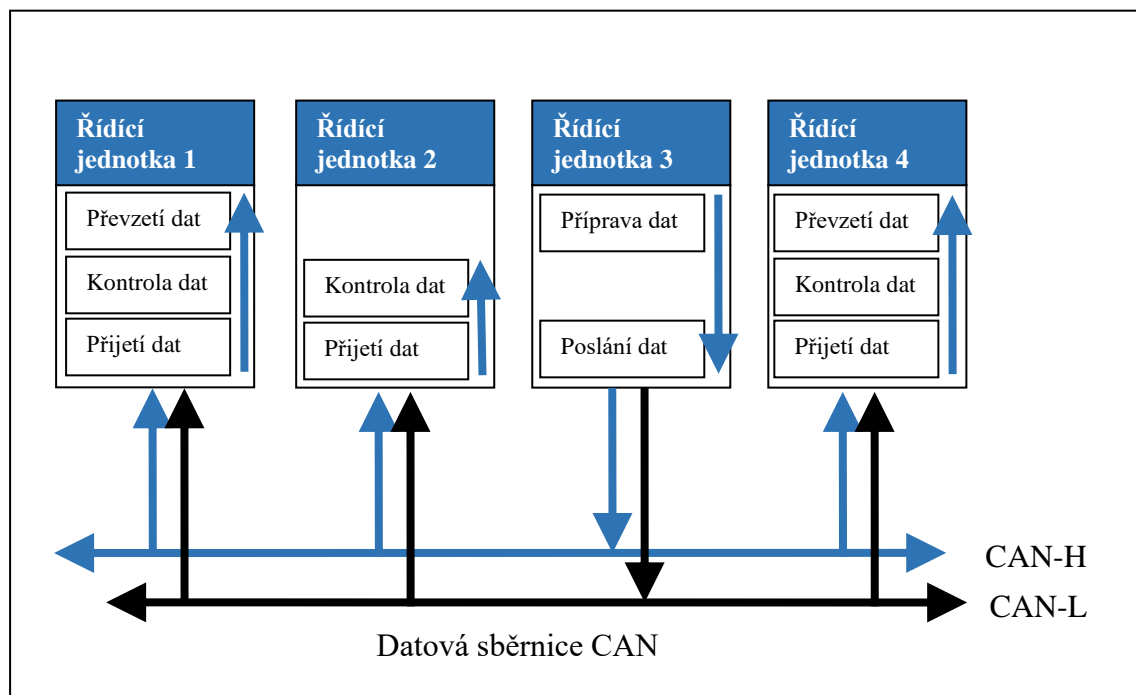 Řídící
jednotka 1
Převzetí dat
Kontrola dat
Přijetí dat
Řídící
jednotka 2
Kontrola dat
Přijetí dat
Řídící
jednotka 3
Příprava dat
Poslání dat
Řídící
jednotka 4
Převzetí dat
Kontrola dat
Přijetí dat
CAN-H
CAN-L
Datová sběrnice CAN